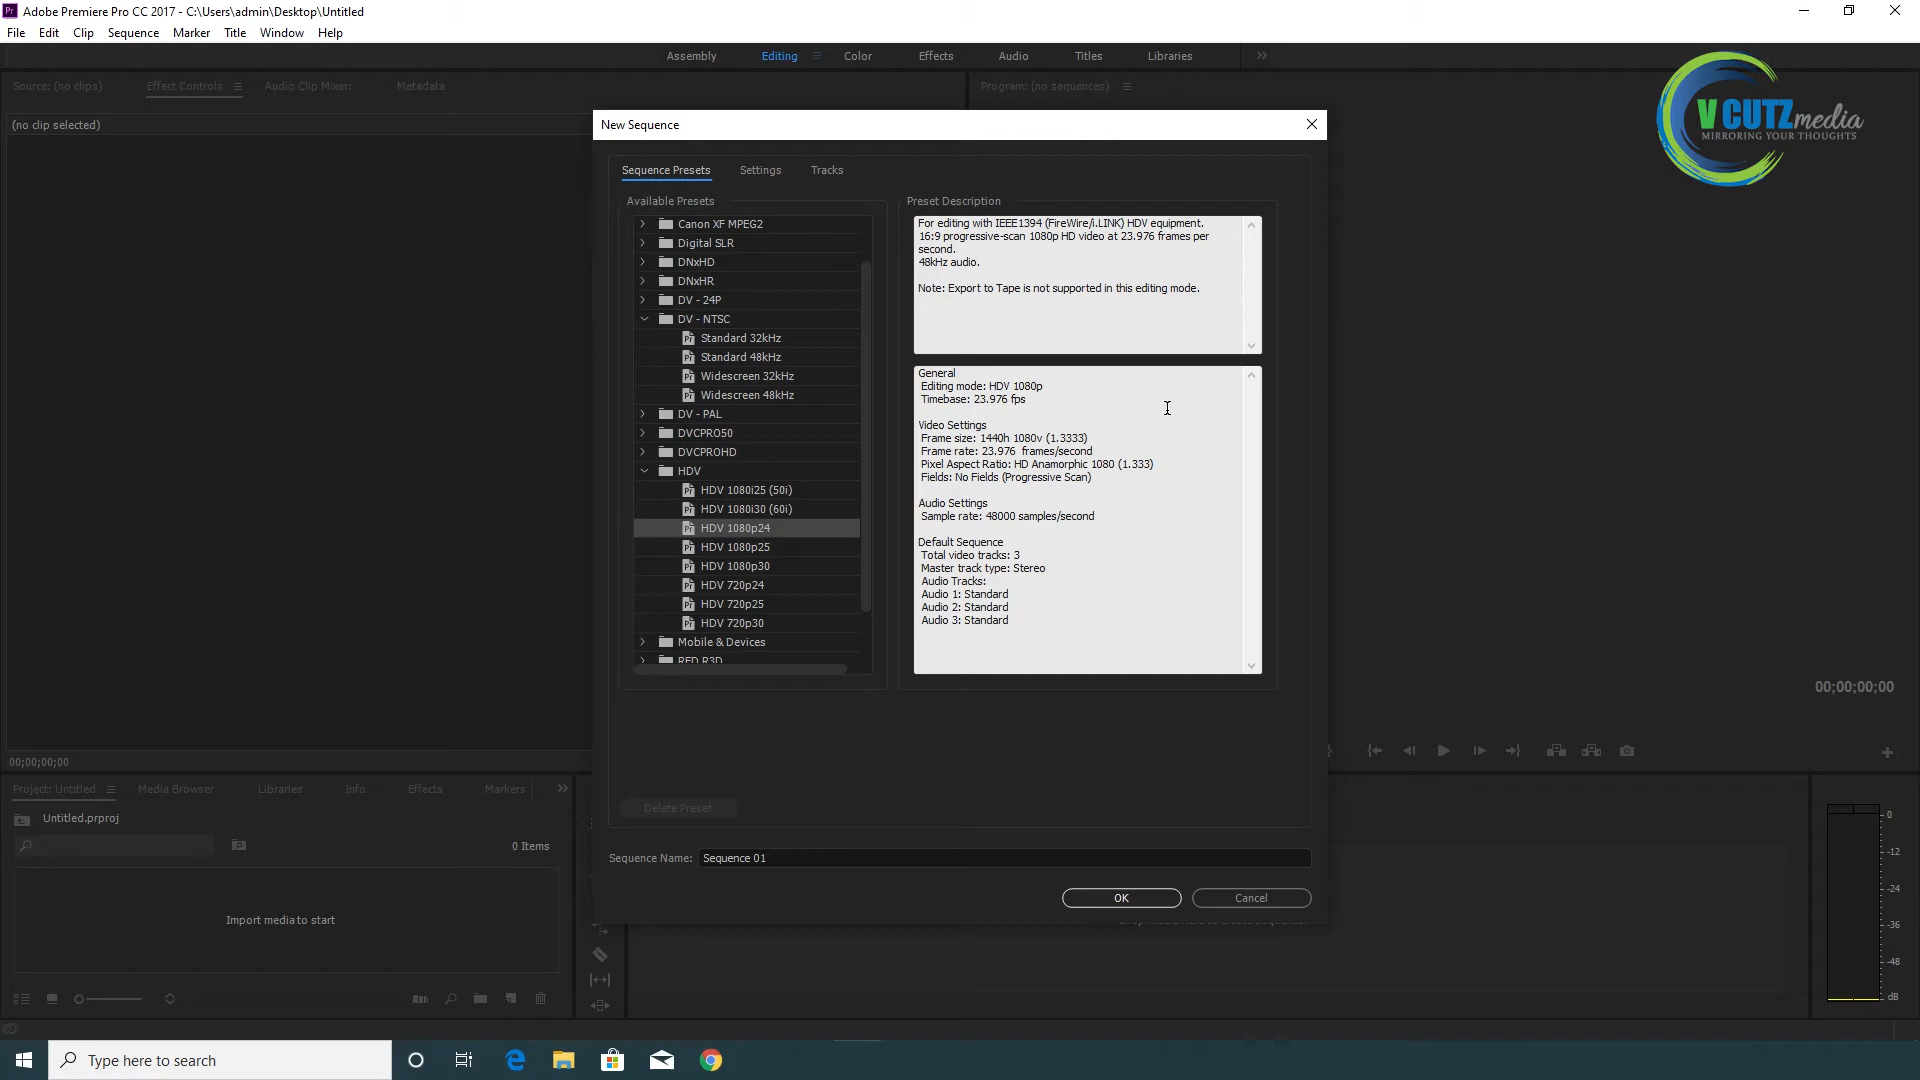 Adobe Premiere Pro CC 2017 - C:\Users\admin\Desktop\Untitled
File Edit Clip Sequence Marker Title Window Help
Assembly Editing Color Effects Audio Titles Libraries
Source: (no clips) Effect Controls Audio Clip Mixer: Metadata
Program: (no sequences)
(no clip selected)
V CUTZmedia
MIRRORING YOUR THOUGHTS
New Sequence
Sequence Presets Settings Tracks
Available Presets
Canon XF MPEG2
Digital SLR
DNxHD
DNxHR
DV - 24P
DV - NTSC
Standard 32kHz
Standard 48kHz
Widescreen 32kHz
Widescreen 48kHz
DV - PAL
DVCPRO50
DVCPROHD
HDV
HDV 1080i25 (50i)
HDV 1080i30 (60i)
HDV 1080p24
HDV 1080p25
HDV 1080p30
HDV 720p24
HDV 720p25
HDV 720p30
Mobile & Devices
RED R3D
Preset Description
For editing with IEEE1394 (FireWire/i.LINK) HDV equipment.
16:9 progressive-scan 1080p HD video at 23.976 frames per
second.
48kHz audio.
Note: Export to Tape is not supported in this editing mode.
General
Editing mode: HDV 1080p
Timebase: 23.976 fps
Video Settings
Frame size: 1440h 1080v (1.3333)
Frame rate: 23.976 frames/second
Pixel Aspect Ratio: HD Anamorphic 1080 (1.333)
Fields: No Fields (Progressive Scan)
Audio Settings
Sample rate: 48000 samples/second
Default Sequence
Total video tracks: 3
Master track type: Stereo
Audio Tracks:
Audio 1: Standard
Audio 2: Standard
Audio 3: Standard
Delete Preset
Sequence Name: Sequence 01
OK Cancel
00;00;00;00
00;00;00;00
Project: Untitled Media Browser Libraries Info Effects Markers
Untitled.prproj
0 Items
Import media to start
0
-12
-24
-36
-48
dB
Type here to search